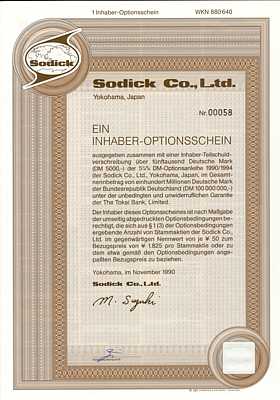 1 Inhaber-Optionsschein WKN 880 646
Sodick
Sodick Co., Ltd.
Yokohama, Japan
Nr. 00058
EIN
INHABER-OPTIONSSCHEIN
ausgegeben zusammen mit einer Inhaber-Teilschuld-
verschreibung über fünftausend Deutsche Mark
(DM 5000,-) der 5⅛% DM-Optionsanleihe 1990/1994
der Sodick Co., Ltd., Yokohama, Japan, im Gesamt-
nennbetrag von einhundert Millionen Deutsche Mark
der Bundesrepublik Deutschland (DM 100 000 000,-)
unter der unbedingten und unwiderruflichen Garantie
der The Tokai Bank, Limited.
Der Inhaber dieses Optionsscheines ist nach Maßgabe
der umseitig abgedruckten Optionsbedingungen be-
rechtigt, die sich aus § 1 (3) der Optionsbedingungen
ergebende Anzahl von Stammaktien der Sodick Co.,
Ltd. im gegenwärtigen Nennwert von je ¥ 50 zum
Bezugspreis von ¥ 1.825 pro Stammaktie oder zu
dem etwa gemäß den Optionsbedingungen ange-
paßten Bezugspreis zu beziehen.
Yokohama, im November 1990
Sodick Co., Ltd.
M. Suzuki